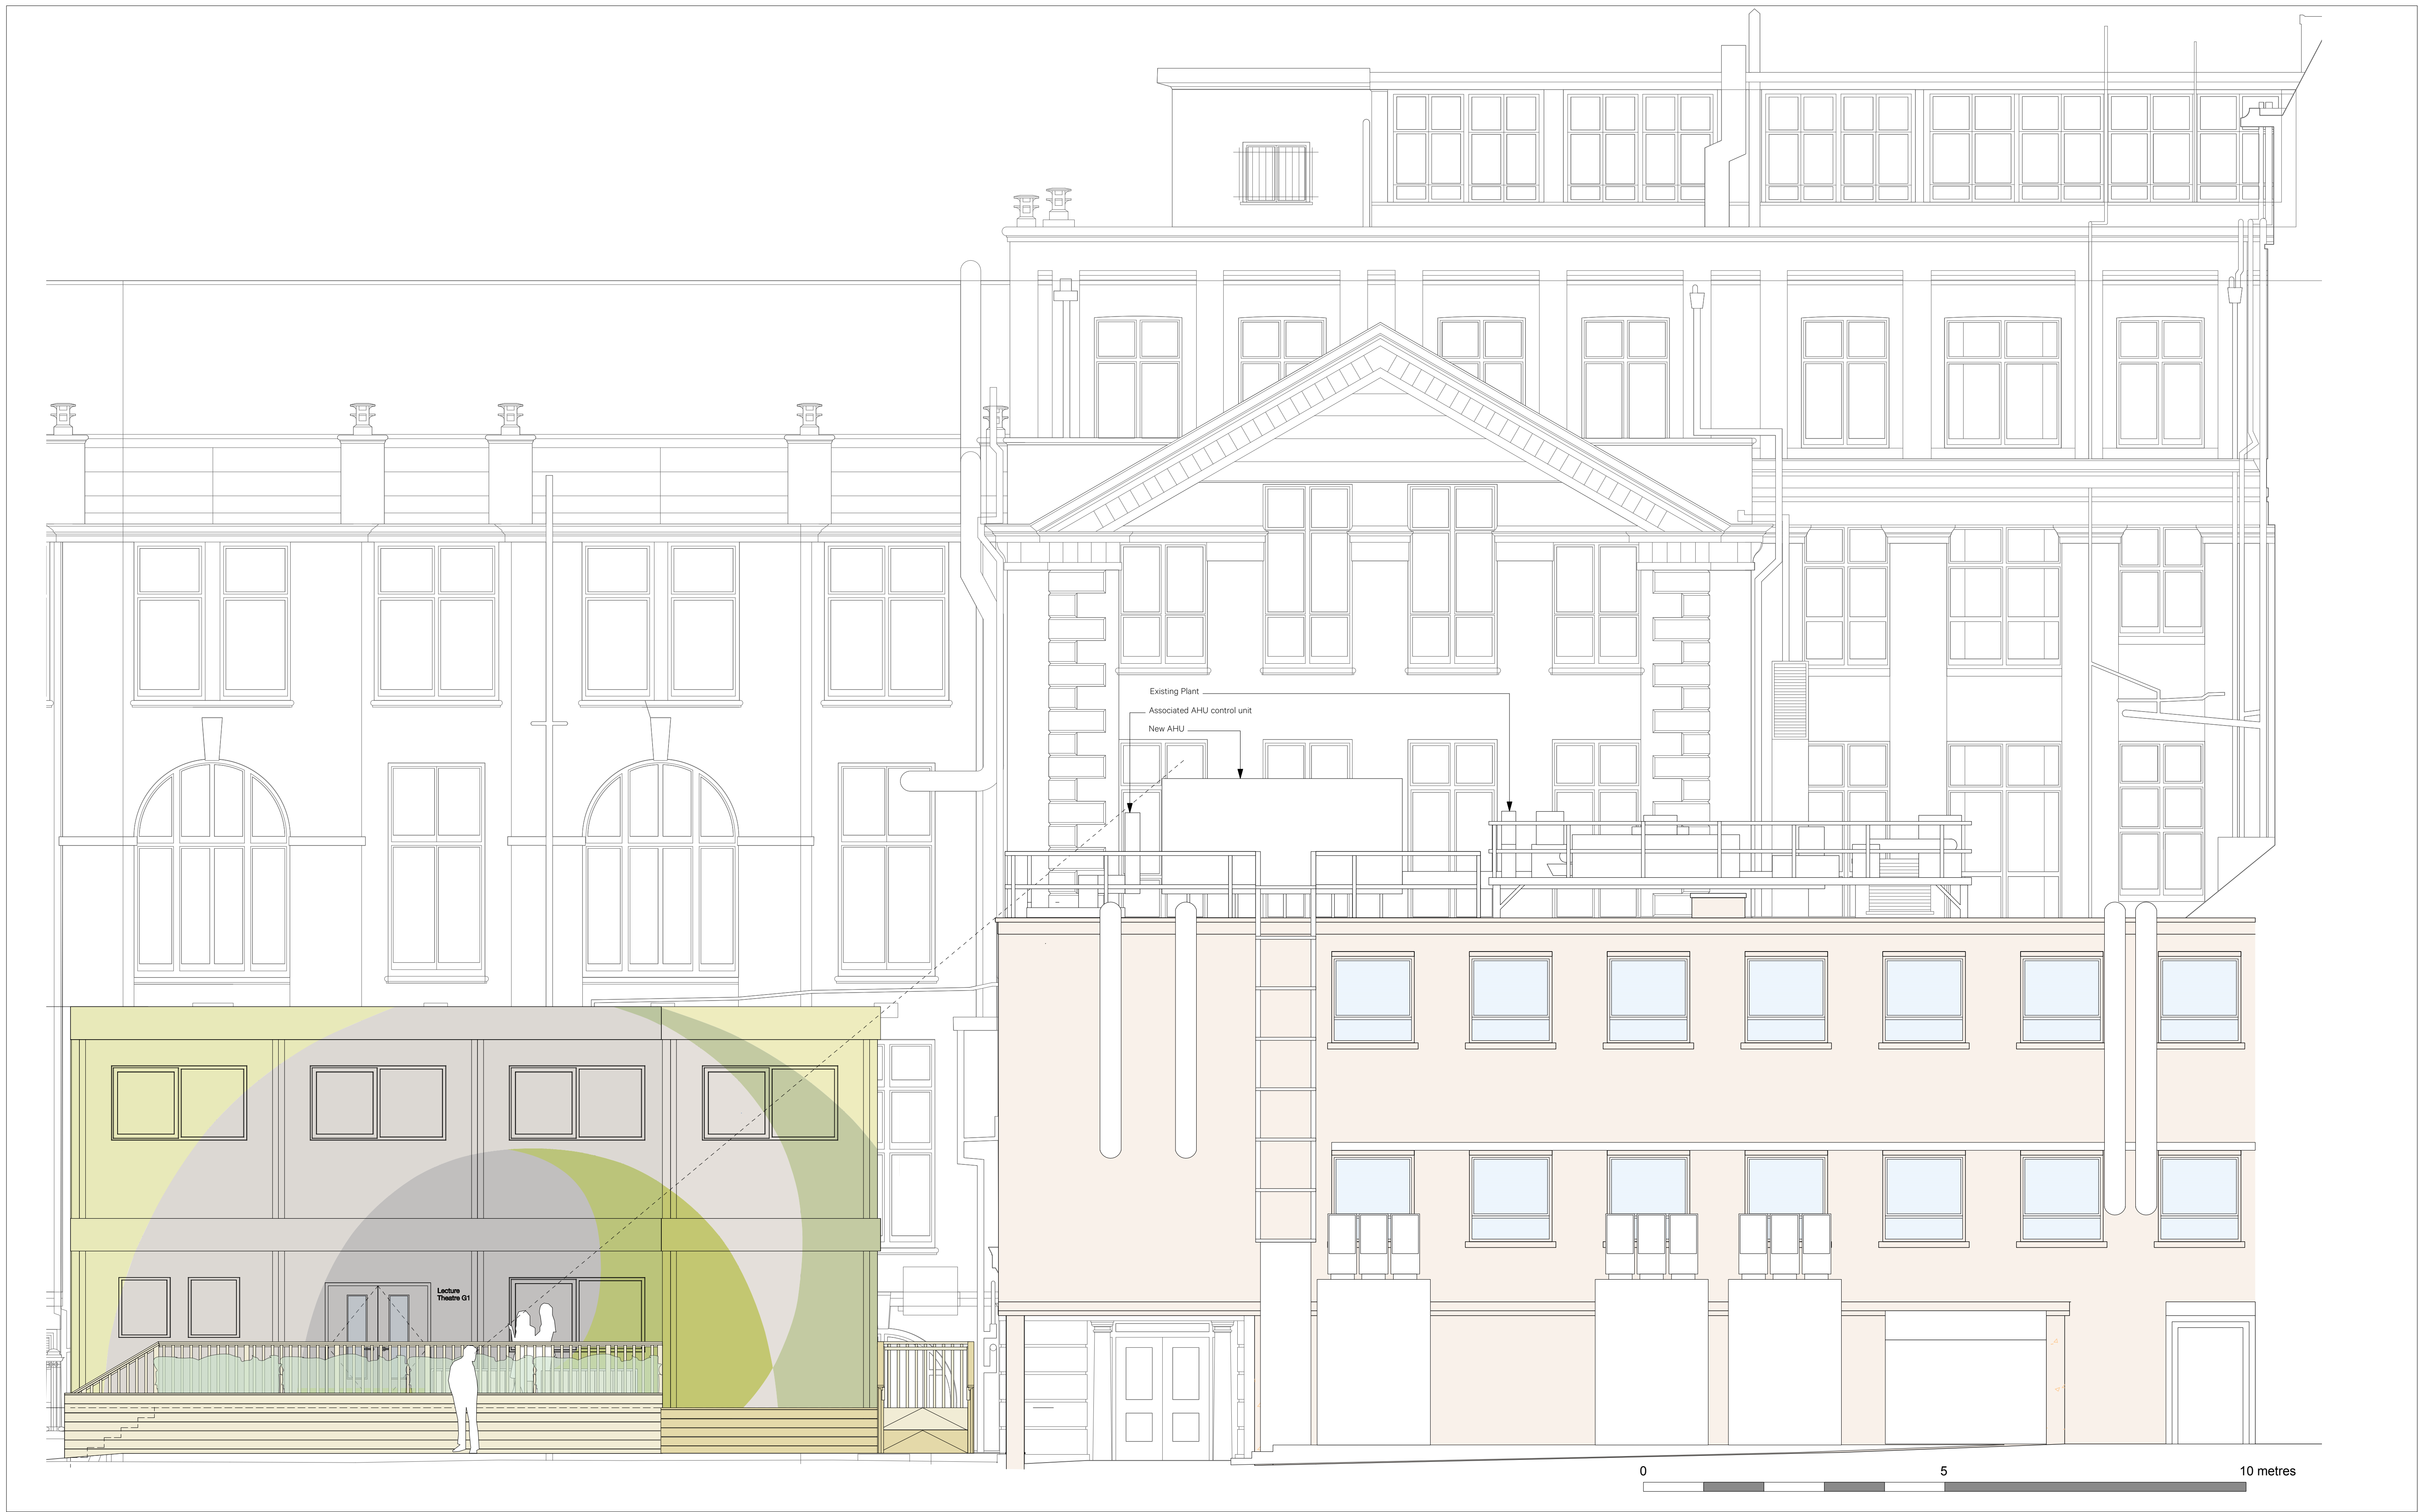 Existing Plant
Associated AHU control unit
New AHU
Lecture
Theatre G1
0 5 10 metres